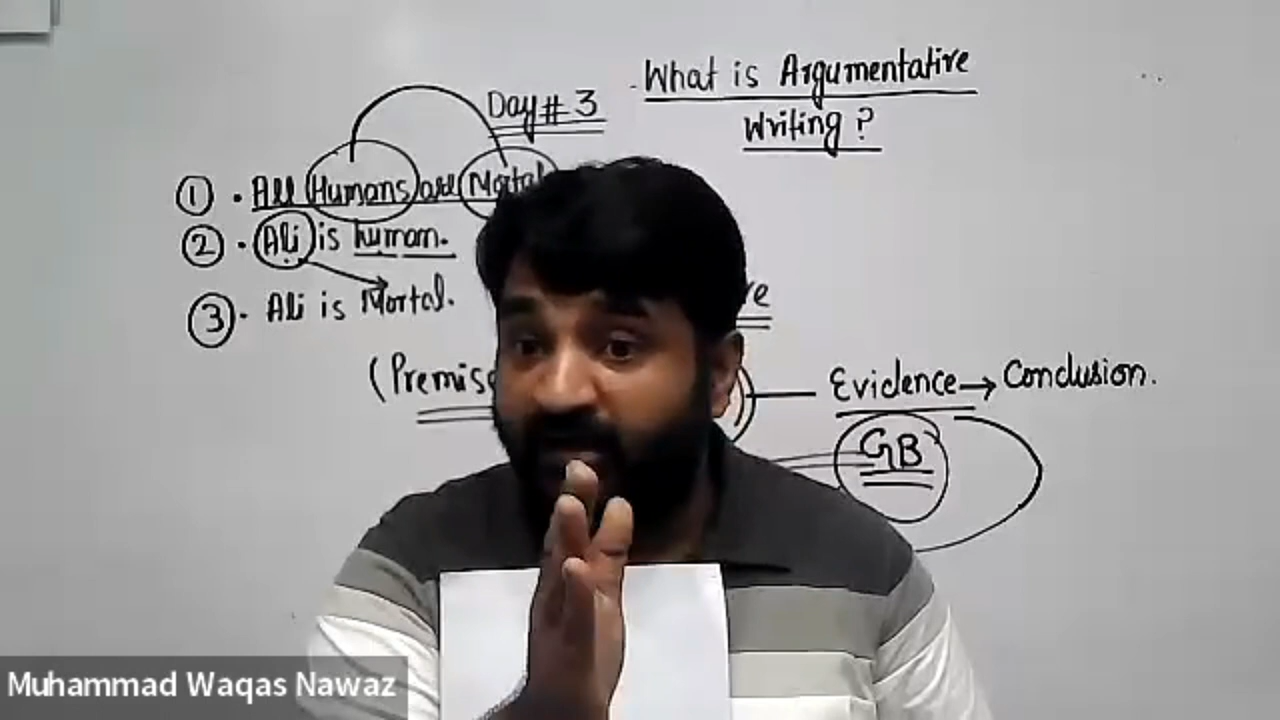 What is Argumentative
Writing ?
Day # 3
① · All Humans are Mortal
② · Ali is human.
③ · Ali is Mortal.
(Premise
Evidence → Conclusion.
GB
Muhammad Waqas Nawaz